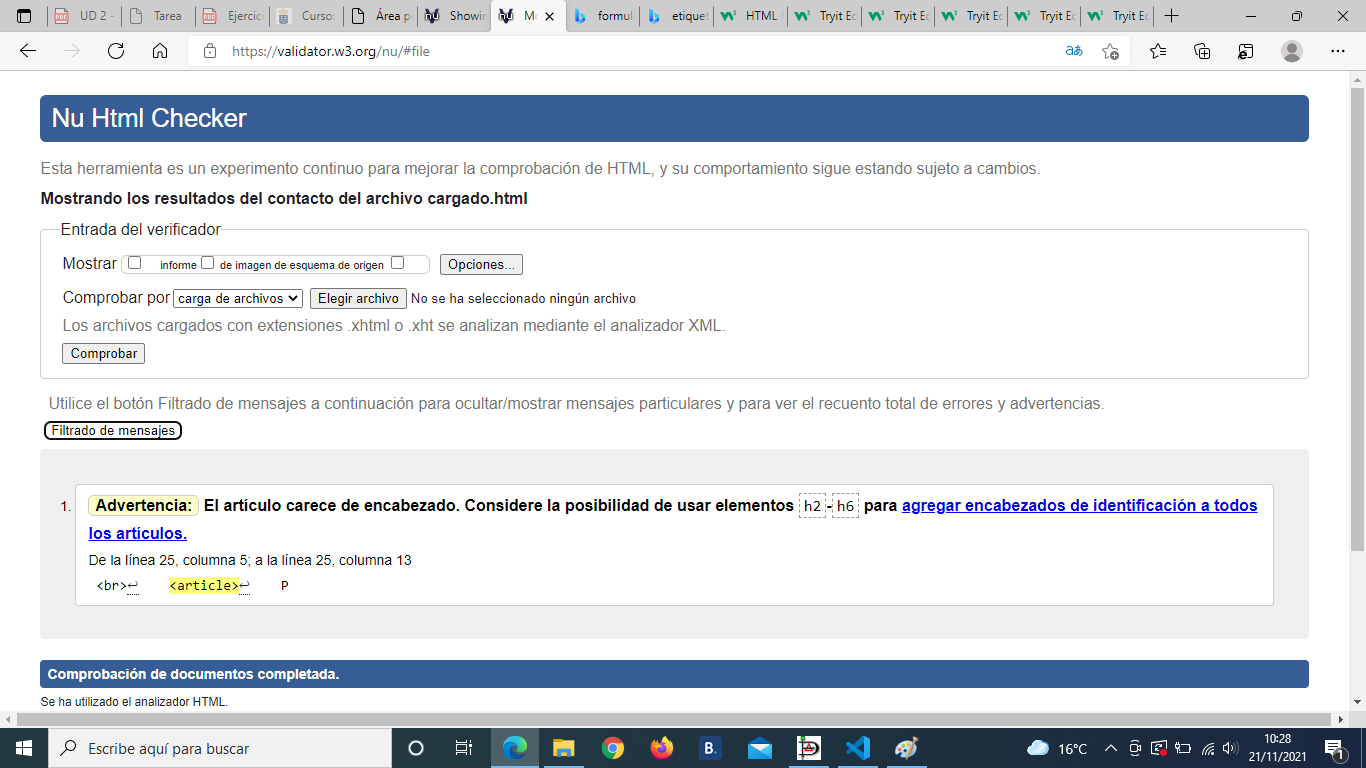 UD 2 -
Tarea
Ejercic
Curso:
Área p
Showin
Mo
formul
etiquet
HTML
Tryit Ed
Tryit Ed
Tryit Ed
Tryit Ed
Tryit Ed
https://validator.w3.org/nu/#file
Nu Html Checker
Esta herramienta es un experimento continuo para mejorar la comprobación de HTML, y su comportamiento sigue estando sujeto a cambios.
Mostrando los resultados del contacto del archivo cargado.html
Entrada del verificador
Mostrar informe de imagen de esquema de origen Opciones...
Comprobar por carga de archivos Elegir archivo No se ha seleccionado ningún archivo
Los archivos cargados con extensiones .xhtml o .xht se analizan mediante el analizador XML.
Comprobar
Utilice el botón Filtrado de mensajes a continuación para ocultar/mostrar mensajes particulares y para ver el recuento total de errores y advertencias.
Filtrado de mensajes
1. Advertencia: El artículo carece de encabezado. Considere la posibilidad de usar elementos h2-h6 para agregar encabezados de identificación a todos
los artículos.
De la línea 25, columna 5; a la línea 25, columna 13
<br>↩ <article>↩ P
Comprobación de documentos completada.
Se ha utilizado el analizador HTML.
Escribe aquí para buscar
B.
16°C
10:28
21/11/2021
1